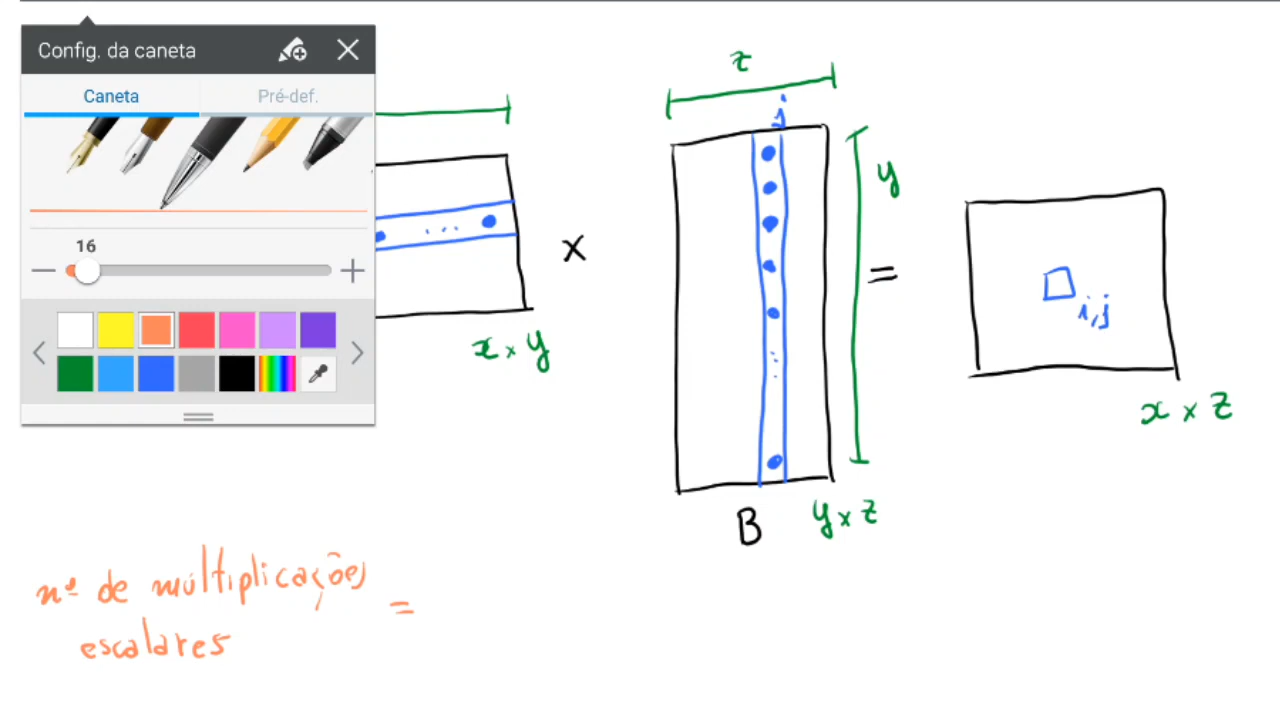 Config. da caneta
Caneta Pré-def.
16
z
j
y
x
=
i,j
x x y
x x z
B
y x z
nº de multiplicações
escalares =